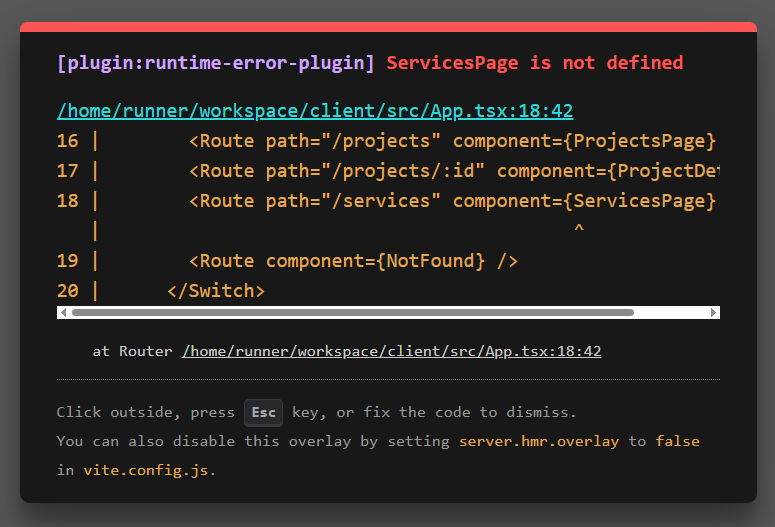 [plugin:runtime-error-plugin] ServicesPage is not defined
/home/runner/workspace/client/src/App.tsx:18:42
16 |        <Route path="/projects" component={ProjectsPage}
17 |        <Route path="/projects/:id" component={ProjectDet
18 |        <Route path="/services" component={ServicesPage}
   |                                            ^
19 |        <Route component={NotFound} />
20 |      </Switch>
at Router /home/runner/workspace/client/src/App.tsx:18:42
Click outside, press Esc key, or fix the code to dismiss.
You can also disable this overlay by setting server.hmr.overlay to false
in vite.config.js.